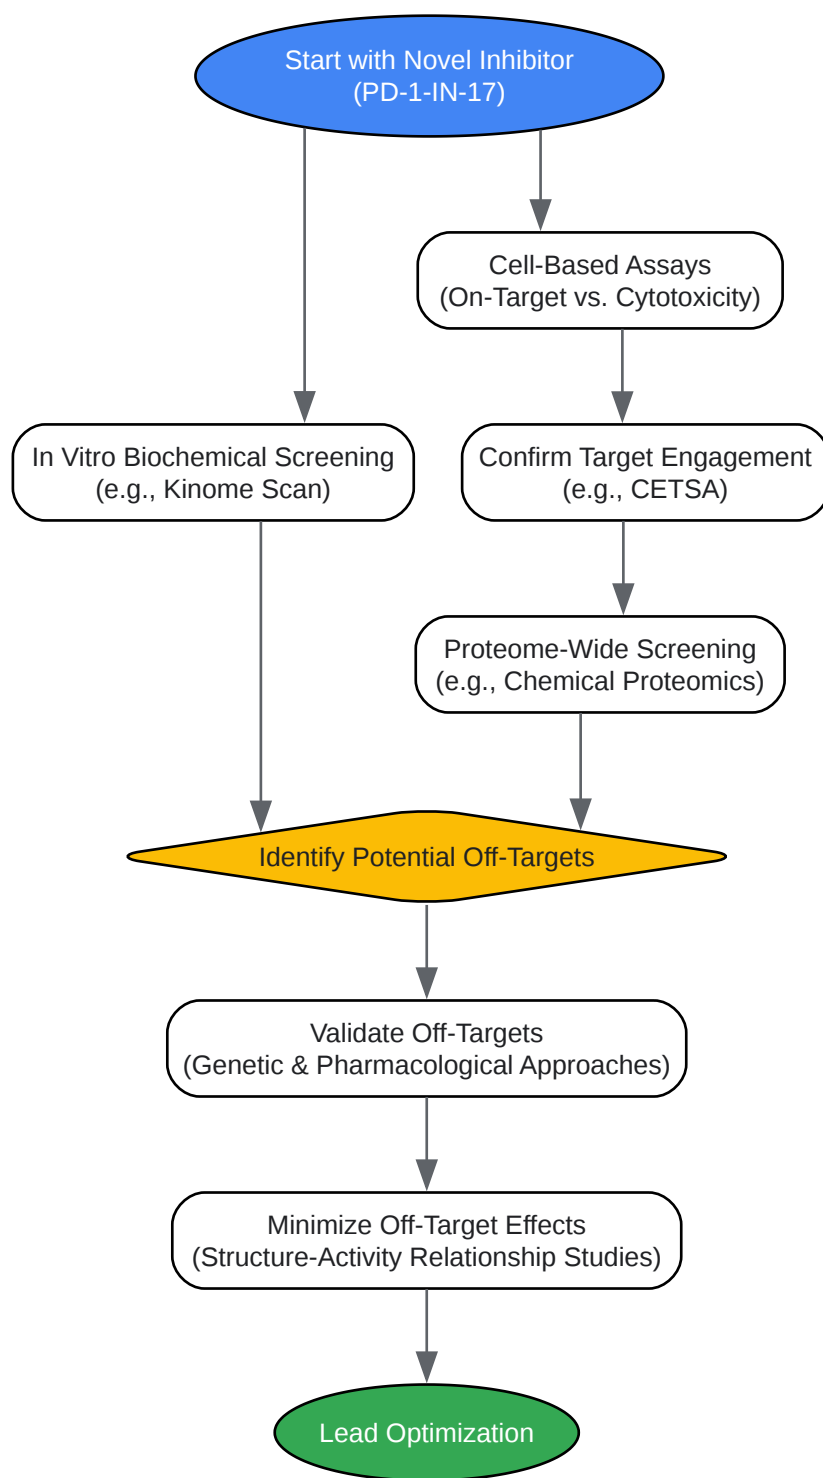 Start with Novel Inhibitor
(PD-1-IN-17)
Cell-Based Assays
(On-Target vs. Cytotoxicity)
In Vitro Biochemical Screening
(e.g., Kinome Scan)
Confirm Target Engagement
(e.g., CETSA)
Proteome-Wide Screening
(e.g., Chemical Proteomics)
Identify Potential Off-Targets
Validate Off-Targets
(Genetic & Pharmacological Approaches)
Minimize Off-Target Effects
(Structure-Activity Relationship Studies)
Lead Optimization